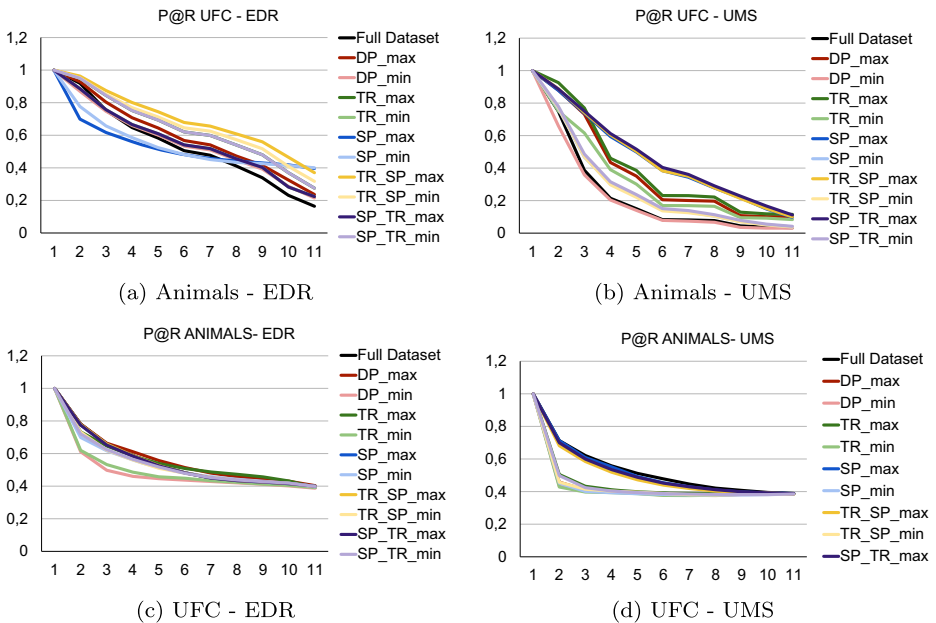 P@R UFC - EDR
1,2
1
0,8
0,6
0,4
0,2
0
1 2 3 4 5 6 7 8 9 10 11
Full Dataset
DP_max
DP_min
TR_max
TR_min
SP_max
SP_min
TR_SP_max
TR_SP_min
SP_TR_max
SP_TR_min
(a) Animals - EDR
P@R UFC - UMS
1,2
1
0,8
0,6
0,4
0,2
0
1 2 3 4 5 6 7 8 9 10 11
Full Dataset
DP_max
DP_min
TR_max
TR_min
SP_max
SP_min
TR_SP_max
TR_SP_min
SP_TR_max
SP_TR_min
(b) Animals - UMS
P@R ANIMALS- EDR
1,2
1
0,8
0,6
0,4
0,2
0
1 2 3 4 5 6 7 8 9 10 11
Full Dataset
DP_max
DP_min
TR_max
TR_min
SP_max
SP_min
TR_SP_max
TR_SP_min
SP_TR_max
SP_TR_min
(c) UFC - EDR
P@R ANIMALS- UMS
1,2
1
0,8
0,6
0,4
0,2
0
1 2 3 4 5 6 7 8 9 10 11
Full Dataset
DP_max
DP_min
TR_max
TR_min
SP_max
SP_min
TR_SP_max
TR_SP_min
SP_TR_max
(d) UFC - UMS